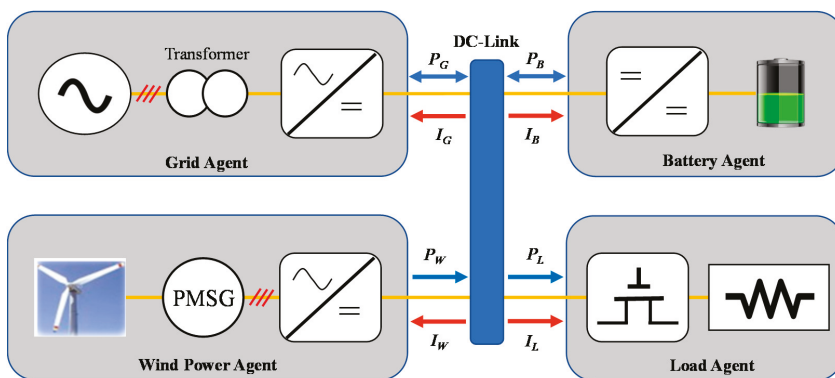 Transformer
DC-Link
P_G
P_B
I_G
I_B
Grid Agent
Battery Agent
PMSG
P_W
P_L
I_W
I_L
Wind Power Agent
Load Agent